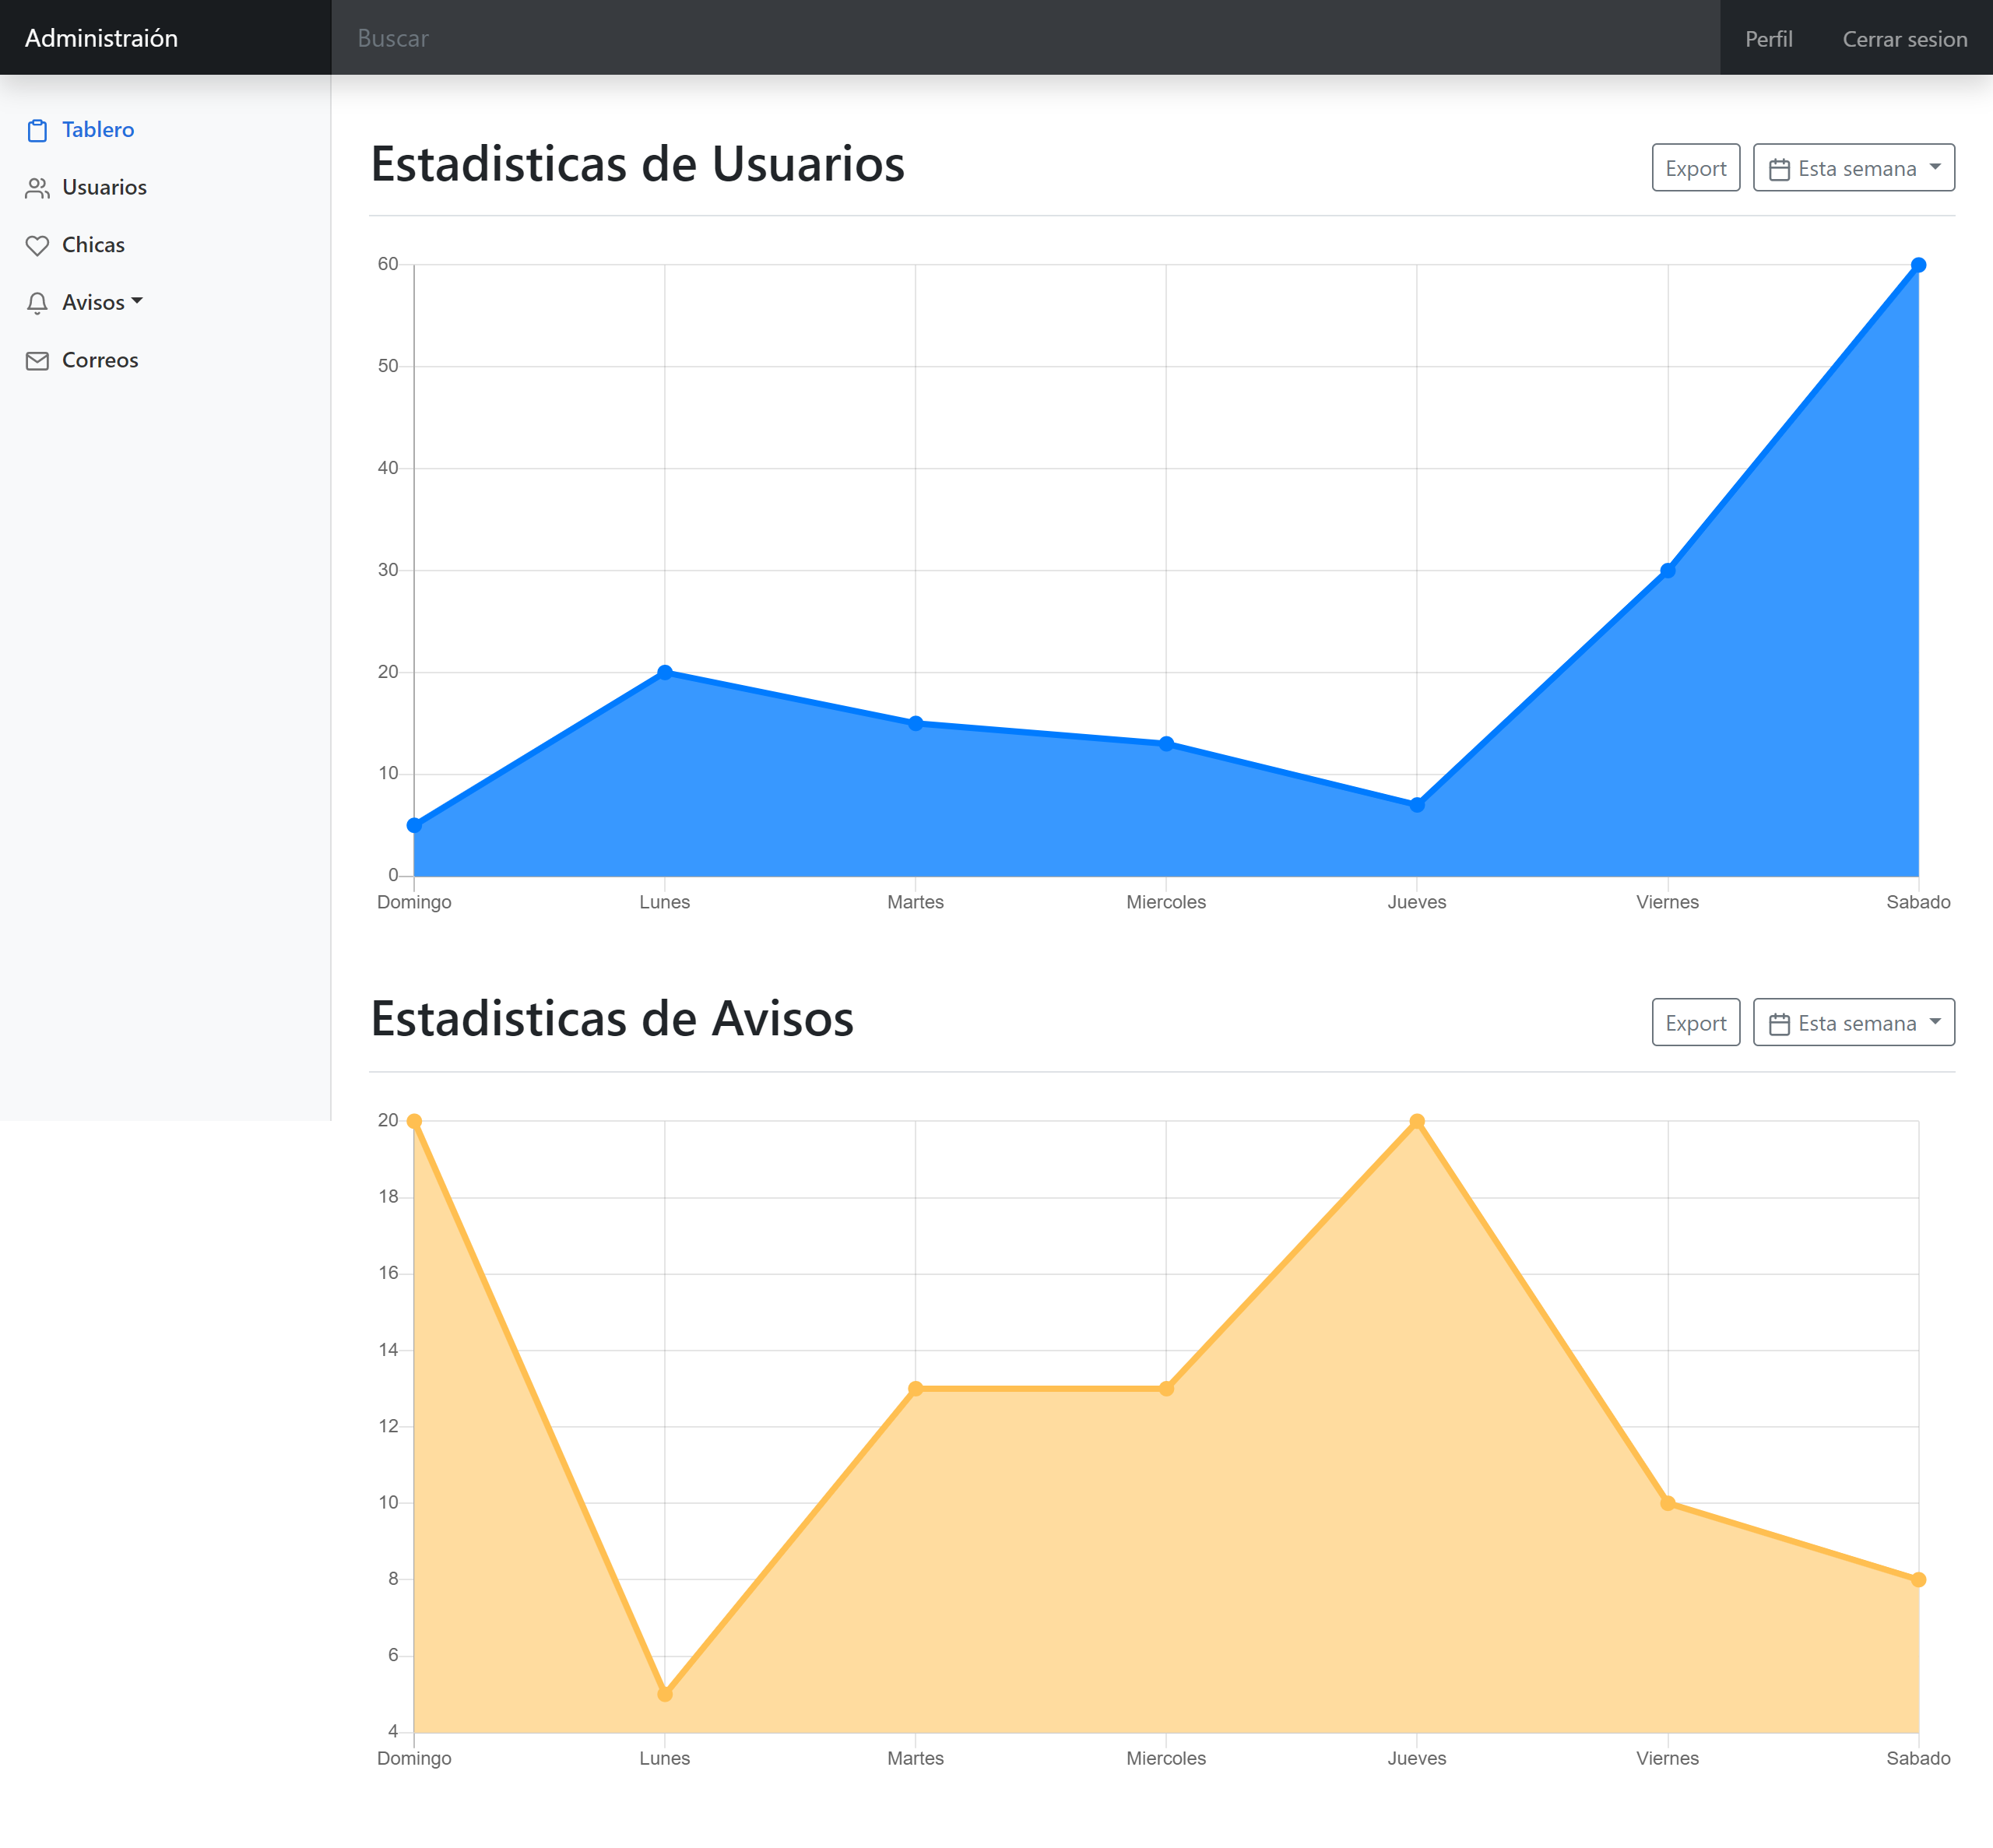 Administraión
Buscar
Perfil
Cerrar sesion
Tablero
Usuarios
Chicas
Avisos
Correos
Estadisticas de Usuarios
Export
Esta semana
60
50
40
30
20
10
0
Domingo Lunes Martes Miercoles Jueves Viernes Sabado
Estadisticas de Avisos
Export
Esta semana
20
18
16
14
12
10
8
6
4
Domingo Lunes Martes Miercoles Jueves Viernes Sabado